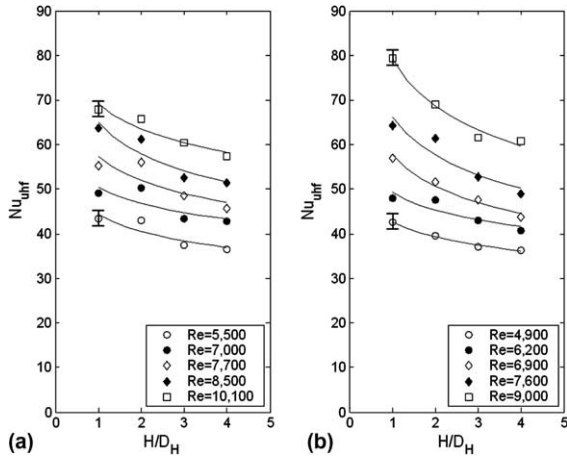 90
80
70
60
50
40
30
20
10
0
Nu_uhf
Re=5,500
Re=7,000
Re=7,700
Re=8,500
Re=10,100
0 1 2 3 4 5
(a) H/D_H
90
80
70
60
50
40
30
20
10
0
Nu_uhf
Re=4,900
Re=6,200
Re=6,900
Re=7,600
Re=9,000
0 1 2 3 4 5
(b) H/D_H